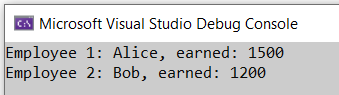 Microsoft Visual Studio Debug Console
Employee 1: Alice, earned: 1500
Employee 2: Bob, earned: 1200